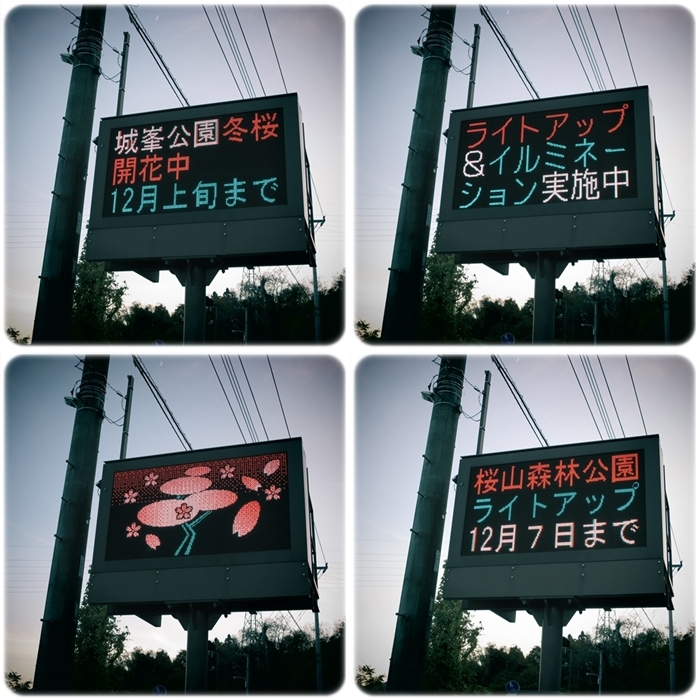 城峯公園冬桜
開花中
12月上旬まで
ライトアップ
&イルミネー
ション実施中
桜山森林公園
ライトアップ
12月7日まで